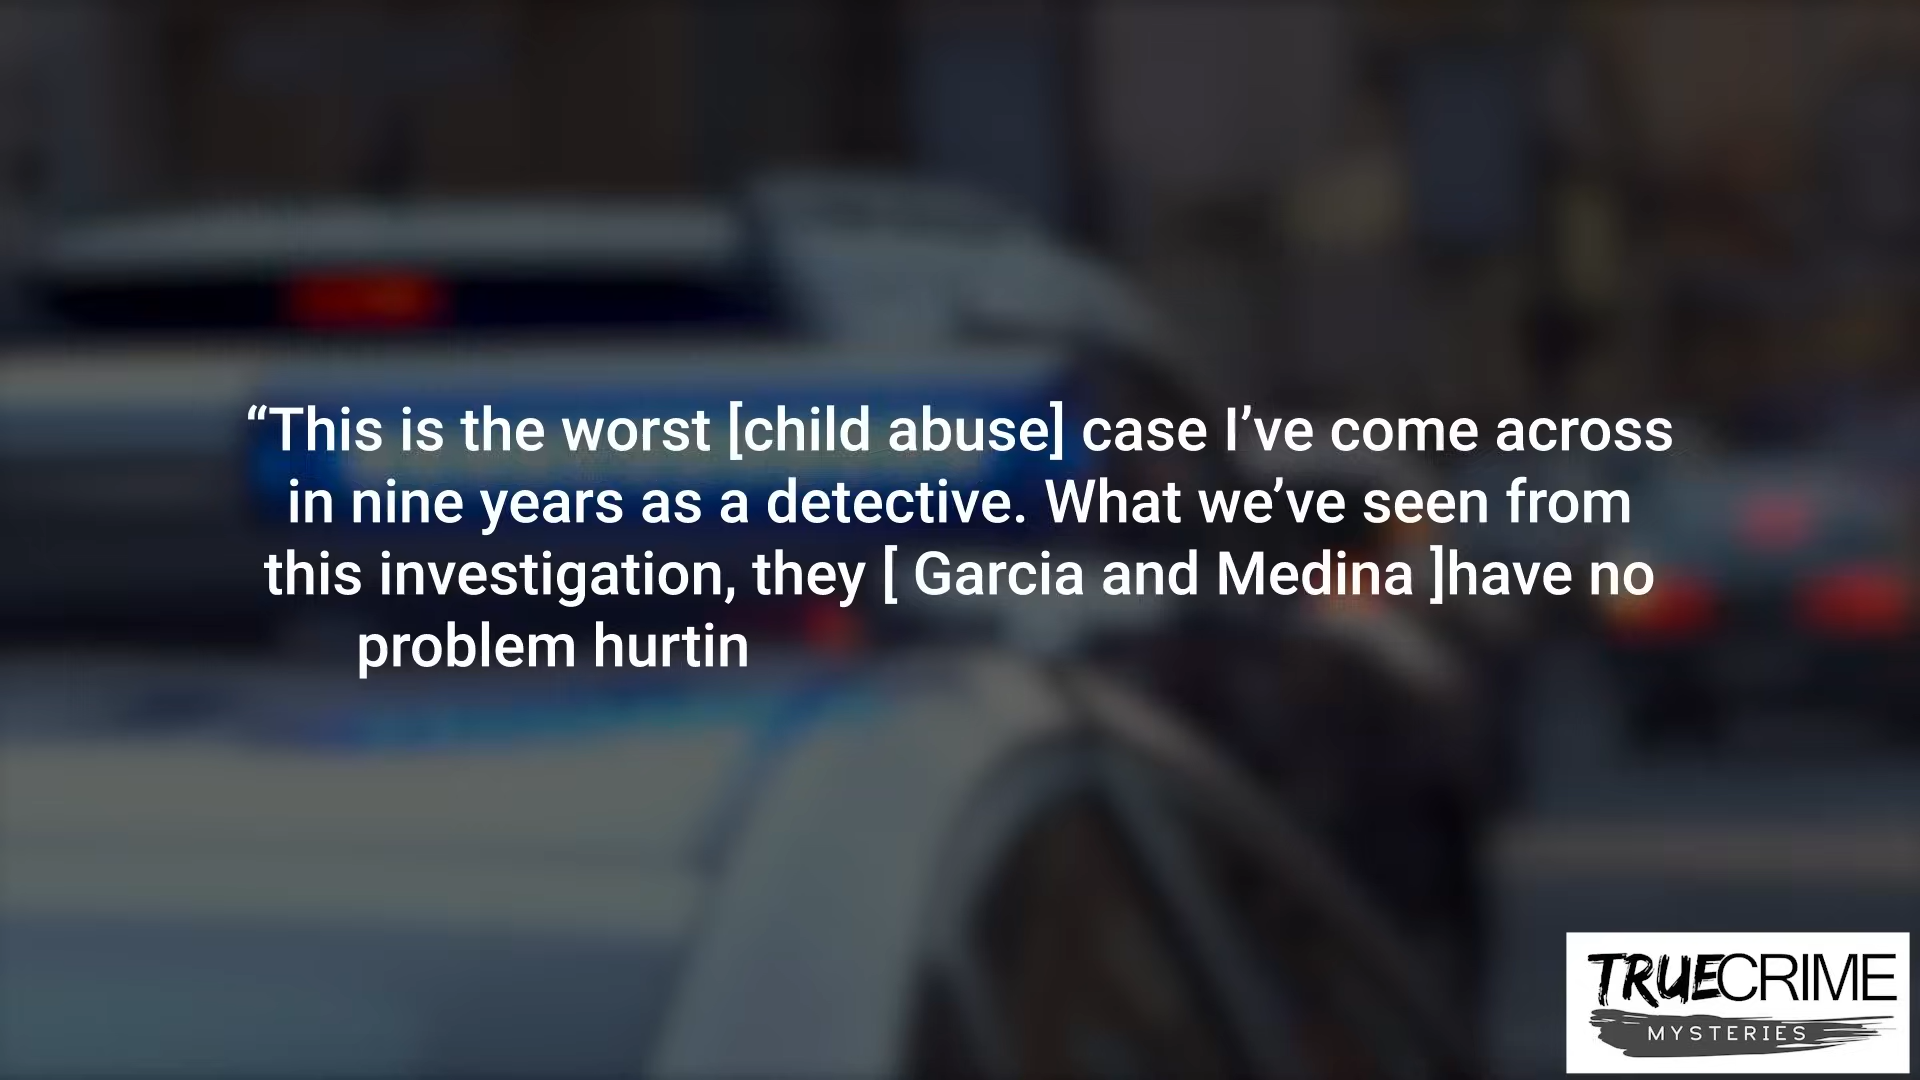 “This is the worst [child abuse] case I’ve come across
in nine years as a detective. What we’ve seen from
this investigation, they [ Garcia and Medina ]have no
problem hurtin
TRUECRIME
MYSTERIES